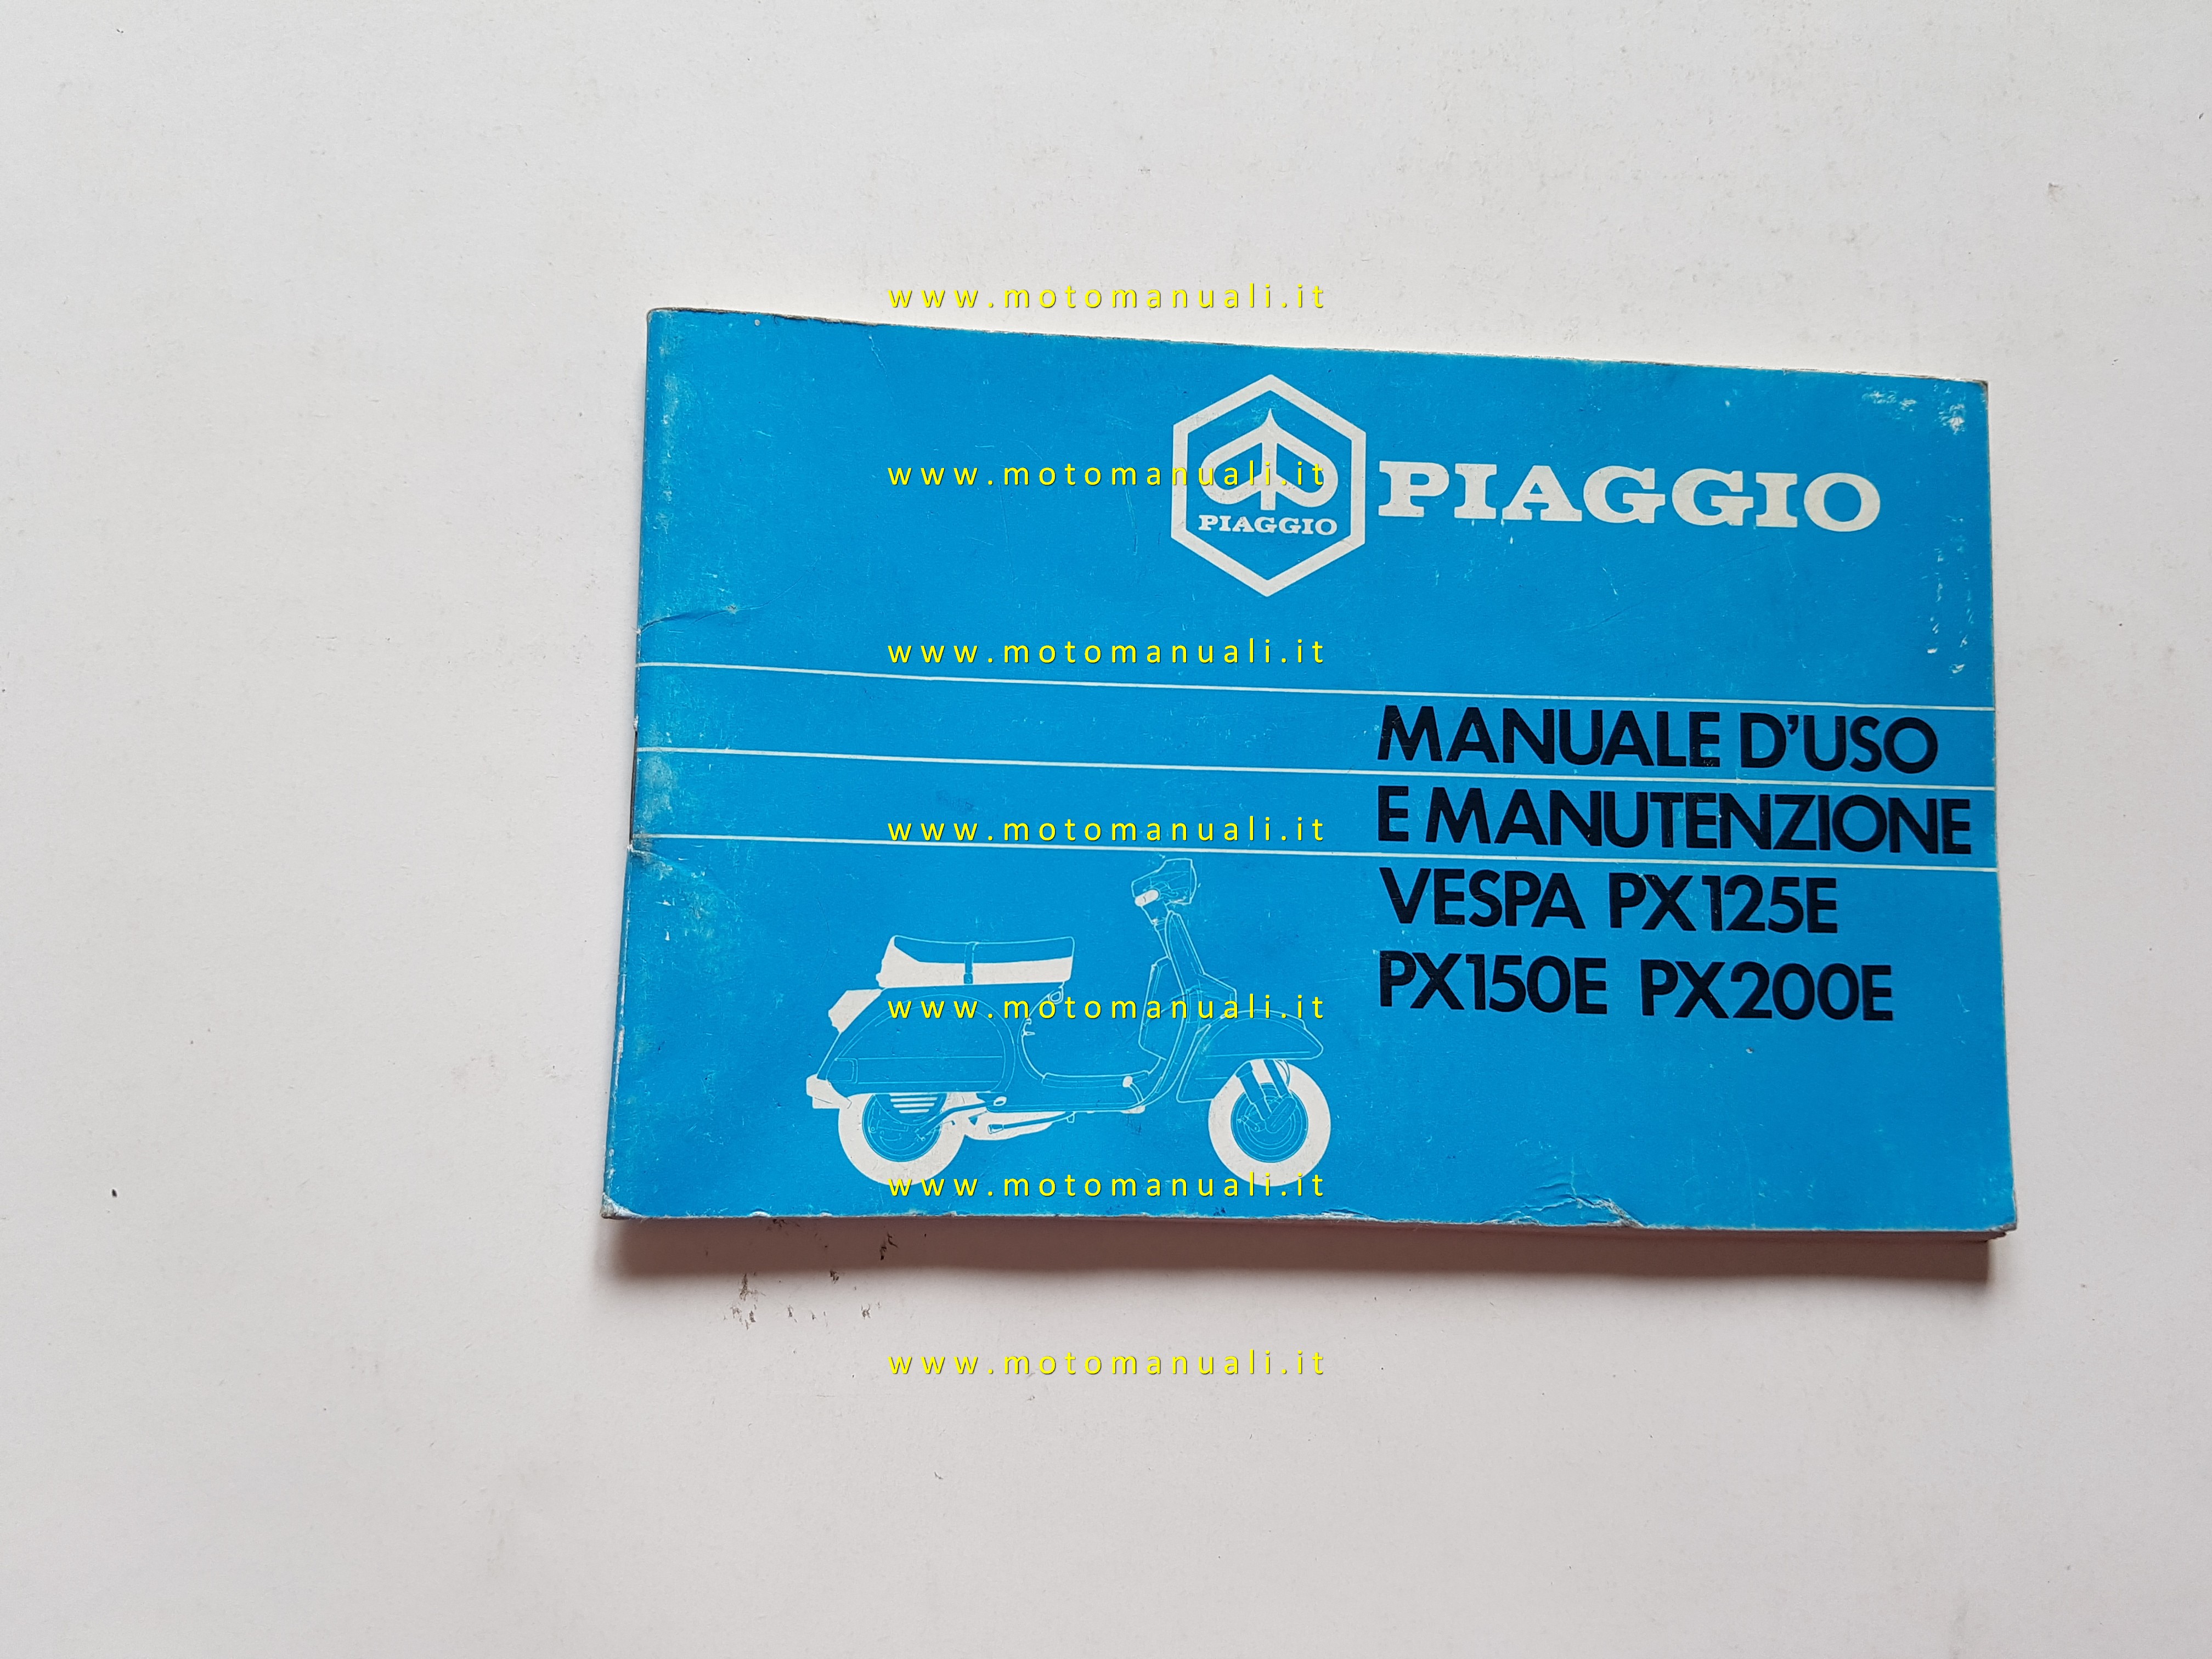 www.motomanuali.it
www.motomanuali.it
PIAGGIO
PIAGGIO
www.motomanuali.it
MANUALE D'USO
E MANUTENZIONE
www.motomanuali.it
VESPA PX125E
PX150E PX200E
www.motomanuali.it
www.motomanuali.it
www.motomanuali.it